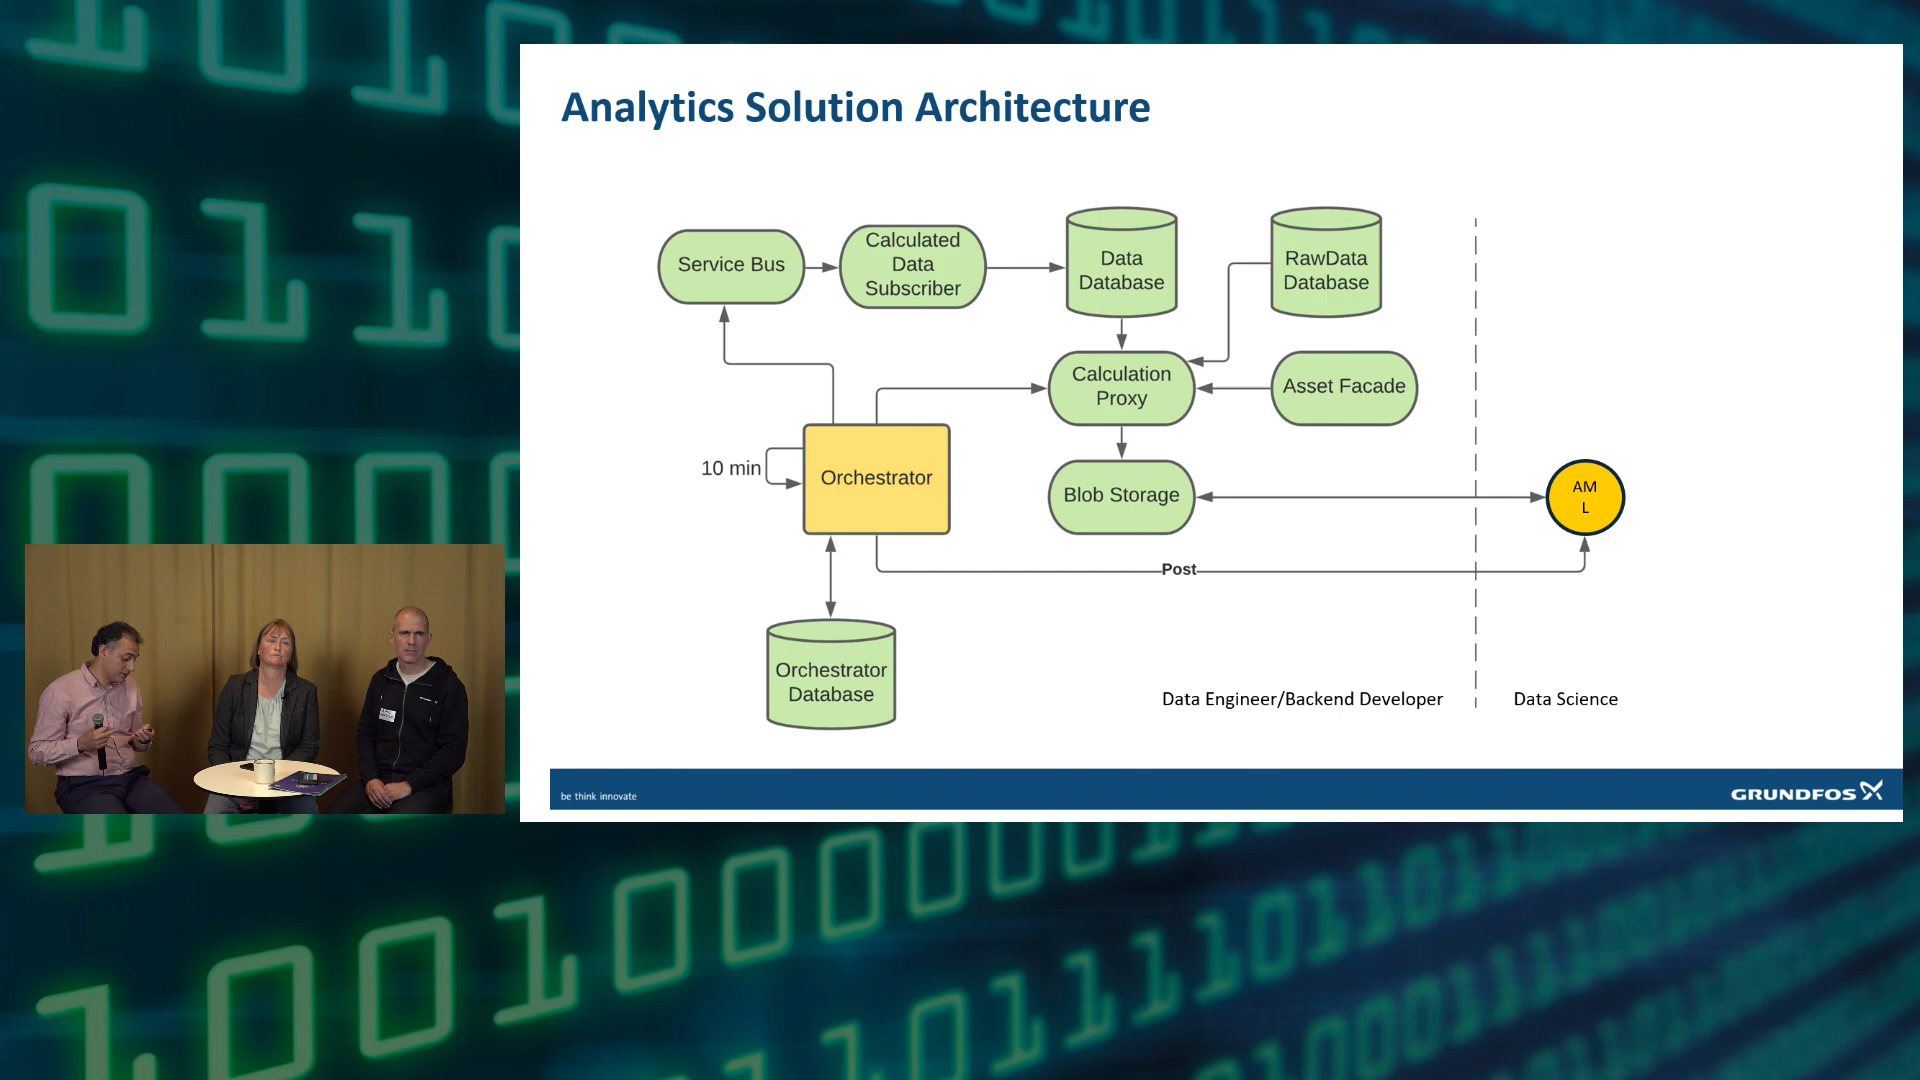 Analytics Solution Architecture
Service Bus
Calculated
Data
Subscriber
Data
Database
RawData
Database
Calculation
Proxy
Asset Facade
10 min
Orchestrator
Blob Storage
AM
L
Post
Orchestrator
Database
Data Engineer/Backend Developer
Data Science
be think innovate
GRUNDFOS